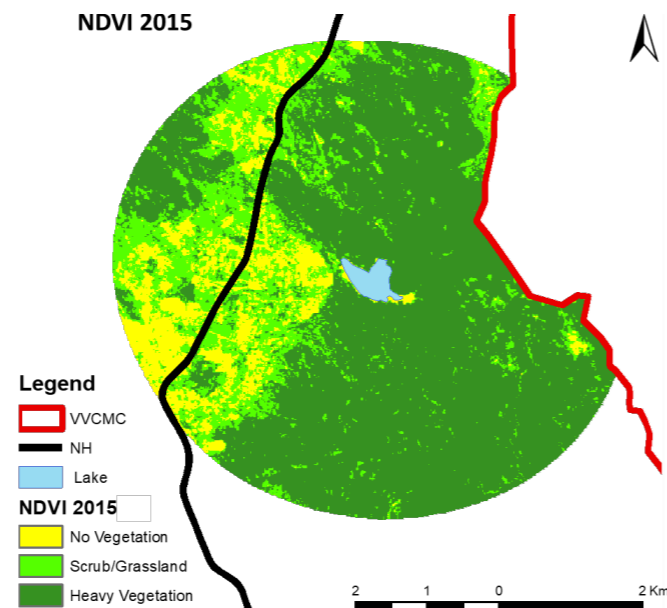 NDVI 2015
Legend
VVCMC
NH
Lake
NDVI 2015
No Vegetation
Scrub/Grassland
Heavy Vegetation
2 1 0 2 Km